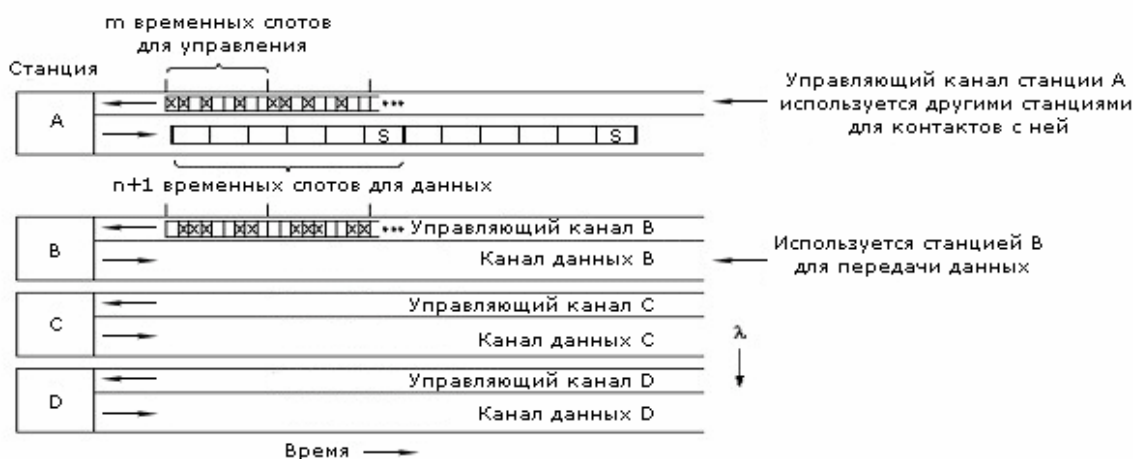 m временных слотов
для управления
Станция
A
...
S
S
Управляющий канал станции A
используется другими станциями
для контактов с ней
n+1 временных слотов для данных
B
... Управляющий канал B
Канал данных B
Используется станцией B
для передачи данных
C
Управляющий канал C
Канал данных C
λ
D
Управляющий канал D
Канал данных D
Время